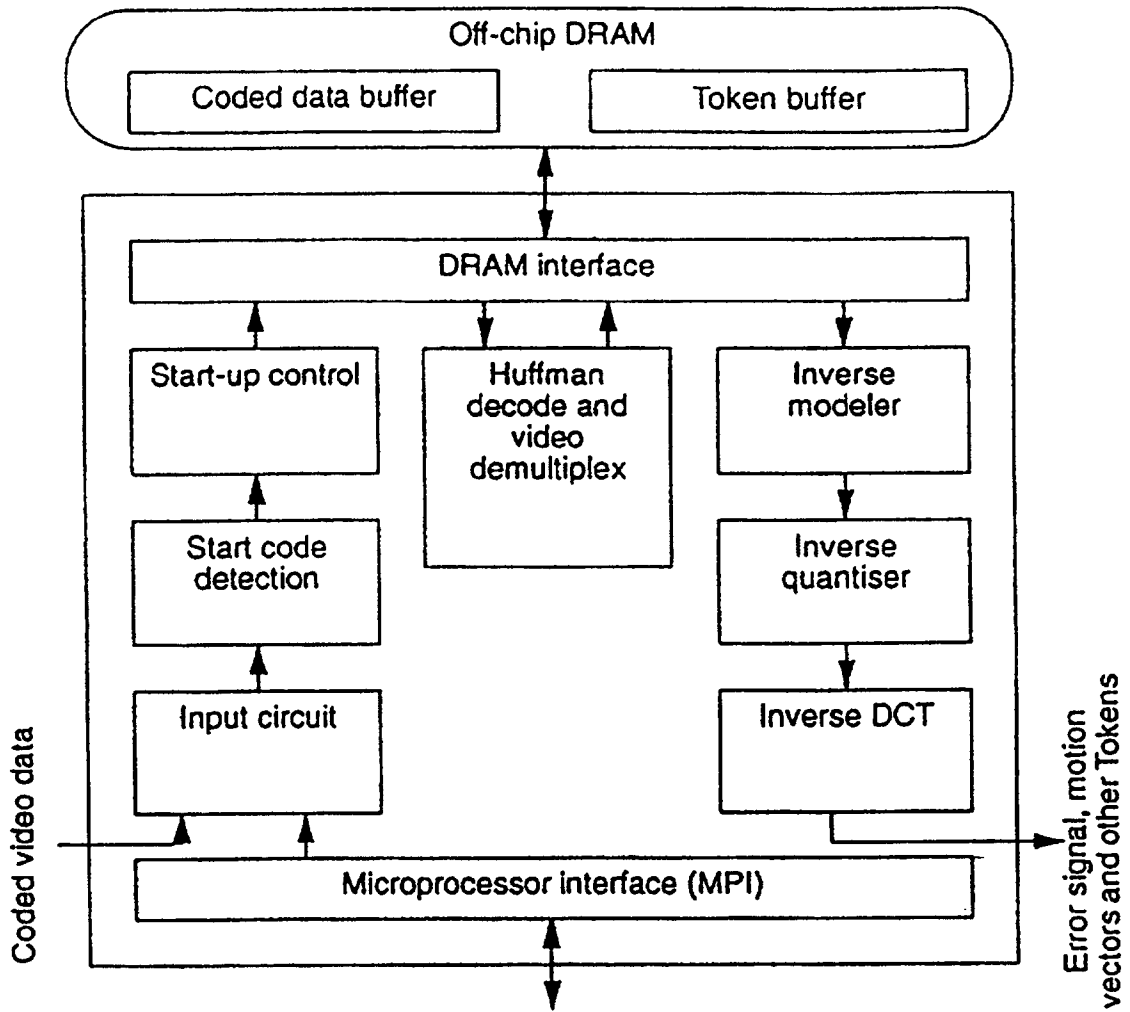 Off-chip DRAM
Coded data buffer
Token buffer
DRAM interface
Start-up control
Huffman
decode and
video
demultiplex
Inverse
modeler
Start code
detection
Inverse
quantiser
Input circuit
Inverse DCT
Coded video data
Microprocessor interface (MPI)
Error signal, motion
vectors and other Tokens